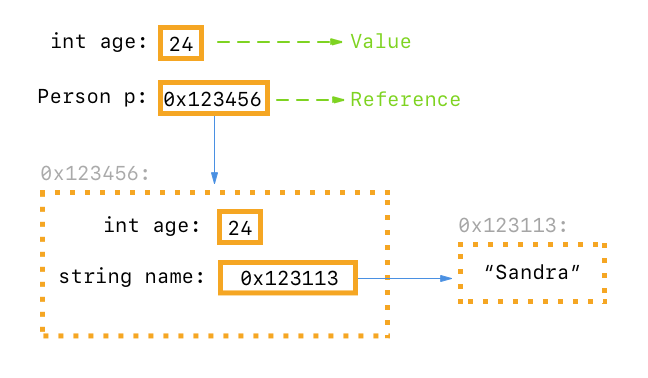 int age: 24 Value
Person p: 0x123456 Reference
0x123456:
int age: 24
string name: 0x123113
0x123113:
“Sandra”